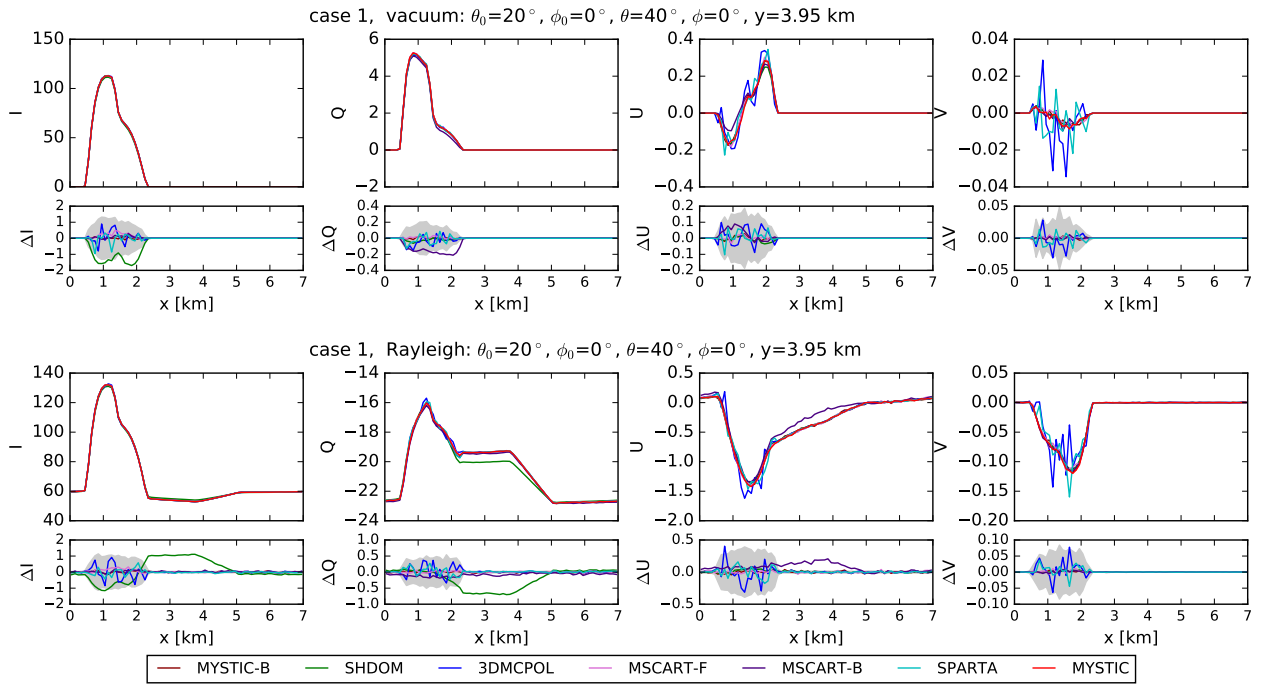 case 1, vacuum: θ₀=20°, ϕ₀=0°, θ=40°, ϕ=0°, y=3.95 km
150
100
50
0
I
6
4
2
0
−2
Q
0.4
0.2
0.0
−0.2
−0.4
U
0.04
0.02
0.00
−0.02
−0.04
V
2
1
0
−1
−2
ΔI
0.4
0.2
0.0
−0.2
−0.4
ΔQ
0.2
0.1
0.0
−0.1
−0.2
ΔU
0.05
0.00
−0.05
ΔV
0 1 2 3 4 5 6 7
0 1 2 3 4 5 6 7
0 1 2 3 4 5 6 7
0 1 2 3 4 5 6 7
x [km]
x [km]
x [km]
x [km]
case 1, Rayleigh: θ₀=20°, ϕ₀=0°, θ=40°, ϕ=0°, y=3.95 km
140
120
100
80
60
40
I
−14
−16
−18
−20
−22
−24
Q
0.5
0.0
−0.5
−1.0
−1.5
−2.0
U
0.05
0.00
−0.05
−0.10
−0.15
−0.20
V
2
1
0
−1
−2
ΔI
1.0
0.5
0.0
−0.5
−1.0
ΔQ
0.5
0.0
−0.5
ΔU
0.10
0.05
0.00
−0.05
−0.10
ΔV
0 1 2 3 4 5 6 7
0 1 2 3 4 5 6 7
0 1 2 3 4 5 6 7
0 1 2 3 4 5 6 7
x [km]
x [km]
x [km]
x [km]
MYSTIC-B SHDOM 3DMCPOL MSCART-F MSCART-B SPARTA MYSTIC